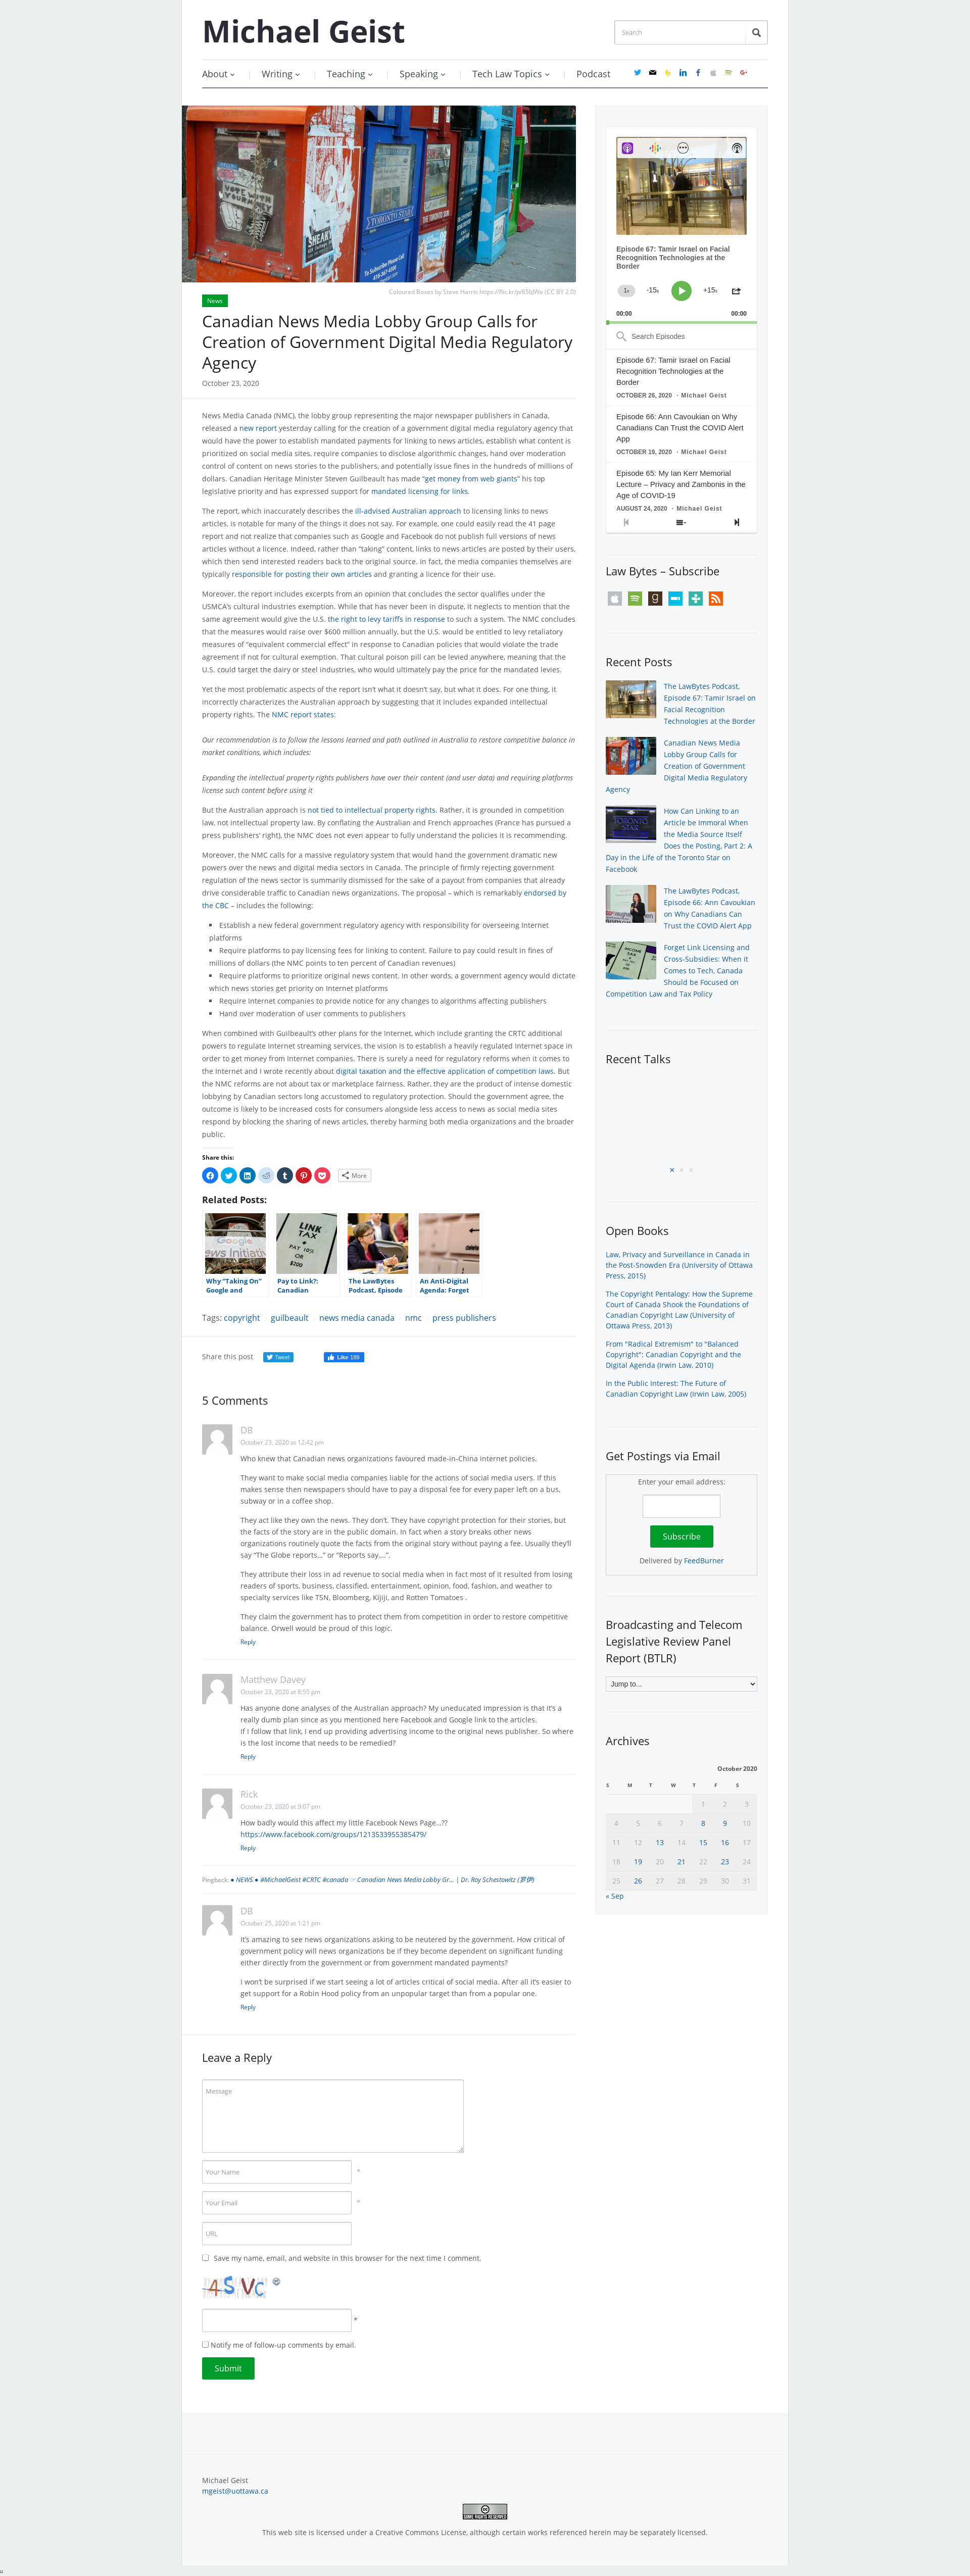 Michael Geist
Search
About
Writing
Teaching
Speaking
Tech Law Topics
Podcast
Coloured Boxes by Steve Harris https://flic.kr/p/65bJWe (CC BY 2.0)
News
Canadian News Media Lobby Group Calls for
Creation of Government Digital Media Regulatory
Agency
October 23, 2020
News Media Canada (NMC), the lobby group representing the major newspaper publishers in Canada,
released a new report yesterday calling for the creation of a government digital media regulatory agency that
would have the power to establish mandated payments for linking to news articles, establish what content is
prioritized on social media sites, require companies to disclose algorithmic changes, hand over moderation
control of content on news stories to the publishers, and potentially issue fines in the hundreds of millions of
dollars. Canadian Heritage Minister Steven Guilbeault has made “get money from web giants” his top
legislative priority and has expressed support for mandated licensing for links.
The report, which inaccurately describes the ill-advised Australian approach to licensing links to news
articles, is notable for many of the things it does not say. For example, one could easily read the 41 page
report and not realize that companies such as Google and Facebook do not publish full versions of news
articles without a licence. Indeed, rather than “taking” content, links to news articles are posted by their users,
which then send interested readers back to the original source. In fact, the media companies themselves are
typically responsible for posting their own articles and granting a licence for their use.
Moreover, the report includes excerpts from an opinion that concludes the sector qualifies under the
USMCA’s cultural industries exemption. While that has never been in dispute, it neglects to mention that the
same agreement would give the U.S. the right to levy tariffs in response to such a system. The NMC concludes
that the measures would raise over $600 million annually, but the U.S. would be entitled to levy retaliatory
measures of “equivalent commercial effect” in response to Canadian policies that would violate the trade
agreement if not for cultural exemption. That cultural poison pill can be levied anywhere, meaning that the
U.S. could target the dairy or steel industries, who would ultimately pay the price for the mandated levies.
Yet the most problematic aspects of the report isn’t what it doesn’t say, but what it does. For one thing, it
incorrectly characterizes the Australian approach by suggesting that it includes expanded intellectual
property rights. The NMC report states:
Our recommendation is to follow the lessons learned and path outlined in Australia to restore competitive balance in
market conditions, which includes:
Expanding the intellectual property rights publishers have over their content (and user data) and requiring platforms
license such content before using it
But the Australian approach is not tied to intellectual property rights. Rather, it is grounded in competition
law, not intellectual property law. By conflating the Australian and French approaches (France has pursued a
press publishers’ right), the NMC does not even appear to fully understand the policies it is recommending.
Moreover, the NMC calls for a massive regulatory system that would hand the government dramatic new
powers over the news and digital media sectors in Canada. The principle of firmly rejecting government
regulation of the news sector is summarily dismissed for the sake of a payout from companies that already
drive considerable traffic to Canadian news organizations. The proposal – which is remarkably endorsed by
the CBC – includes the following:
Establish a new federal government regulatory agency with responsibility for overseeing Internet
platforms
Require platforms to pay licensing fees for linking to content. Failure to pay could result in fines of
millions of dollars (the NMC points to ten percent of Canadian revenues)
Require platforms to prioritize original news content. In other words, a government agency would dictate
which news stories get priority on Internet platforms
Require Internet companies to provide notice for any changes to algorithms affecting publishers
Hand over moderation of user comments to publishers
When combined with Guilbeault’s other plans for the Internet, which include granting the CRTC additional
powers to regulate Internet streaming services, the vision is to establish a heavily regulated Internet space in
order to get money from Internet companies. There is surely a need for regulatory reforms when it comes to
the Internet and I wrote recently about digital taxation and the effective application of competition laws. But
the NMC reforms are not about tax or marketplace fairness. Rather, they are the product of intense domestic
lobbying by Canadian sectors long accustomed to regulatory protection. Should the government agree, the
outcome is likely to be increased costs for consumers alongside less access to news as social media sites
respond by blocking the sharing of news articles, thereby harming both media organizations and the broader
public.
Share this:
More
Related Posts:
Why “Taking On”
Google and
Pay to Link?:
Canadian
The LawBytes
Podcast, Episode
An Anti-Digital
Agenda: Forget
Tags: copyright guilbeault news media canada nmc press publishers
Share this post
Tweet
Like 189
5 Comments
DB
October 23, 2020 at 12:42 pm
Who knew that Canadian news organizations favoured made-in-China internet policies.
They want to make social media companies liable for the actions of social media users. If this
makes sense then newspapers should have to pay a disposal fee for every paper left on a bus,
subway or in a coffee shop.
They act like they own the news. They don’t. They have copyright protection for their stories, but
the facts of the story are in the public domain. In fact when a story breaks other news
organizations routinely quote the facts from the original story without paying a fee. Usually they’ll
say “The Globe reports…” or “Reports say….”.
They attribute their loss in ad revenue to social media when in fact most of it resulted from losing
readers of sports, business, classified, entertainment, opinion, food, fashion, and weather to
specialty services like TSN, Bloomberg, Kijiji, and Rotten Tomatoes .
They claim the government has to protect them from competition in order to restore competitive
balance. Orwell would be proud of this logic.
Reply
Matthew Davey
October 23, 2020 at 8:55 pm
Has anyone done analyses of the Australian approach? My uneducated impression is that it’s a
really dumb plan since as you mentioned here Facebook and Google link to the articles.
If I follow that link, I end up providing advertising income to the original news publisher. So where
is the lost income that needs to be remedied?
Reply
Rick
October 23, 2020 at 9:07 pm
How badly would this affect my little Facebook News Page…??
https://www.facebook.com/groups/1213533955385479/
Reply
Pingback: ● NEWS ● #MichaelGeist #CRTC #canada ☞ Canadian News Media Lobby Gr… | Dr. Roy Schestowitz (罗伊)
DB
October 25, 2020 at 1:21 pm
It’s amazing to see news organizations asking to be neutered by the government. How critical of
government policy will news organizations be if they become dependent on significant funding
either directly from the government or from government mandated payments?
I won’t be surprised if we start seeing a lot of articles critical of social media. After all it’s easier to
get support for a Robin Hood policy from an unpopular target than from a popular one.
Reply
Leave a Reply
Message
Your Name *
Your Email *
URL
Save my name, email, and website in this browser for the next time I comment.
4SVC
*
Notify me of follow-up comments by email.
Submit
Episode 67: Tamir Israel on Facial
Recognition Technologies at the
Border
1x
-15s
+15s
00:00
00:00
Search Episodes
Episode 67: Tamir Israel on Facial
Recognition Technologies at the
Border
OCTOBER 26, 2020 · Michael Geist
Episode 66: Ann Cavoukian on Why
Canadians Can Trust the COVID Alert
App
OCTOBER 19, 2020 · Michael Geist
Episode 65: My Ian Kerr Memorial
Lecture – Privacy and Zambonis in the
Age of COVID-19
AUGUST 24, 2020 · Michael Geist
Law Bytes – Subscribe
Recent Posts
The LawBytes Podcast,
Episode 67: Tamir Israel on
Facial Recognition
Technologies at the Border
Canadian News Media
Lobby Group Calls for
Creation of Government
Digital Media Regulatory
Agency
How Can Linking to an
Article be Immoral When
the Media Source Itself
Does the Posting, Part 2: A
Day in the Life of the Toronto Star on
Facebook
The LawBytes Podcast,
Episode 66: Ann Cavoukian
on Why Canadians Can
Trust the COVID Alert App
Forget Link Licensing and
Cross-Subsidies: When it
Comes to Tech, Canada
Should be Focused on
Competition Law and Tax Policy
Recent Talks
Open Books
Law, Privacy and Surveillance in Canada in
the Post-Snowden Era (University of Ottawa
Press, 2015)
The Copyright Pentalogy: How the Supreme
Court of Canada Shook the Foundations of
Canadian Copyright Law (University of
Ottawa Press, 2013)
From "Radical Extremism" to "Balanced
Copyright": Canadian Copyright and the
Digital Agenda (Irwin Law, 2010)
In the Public Interest: The Future of
Canadian Copyright Law (Irwin Law, 2005)
Get Postings via Email
Enter your email address:
Subscribe
Delivered by FeedBurner
Broadcasting and Telecom
Legislative Review Panel
Report (BTLR)
Jump to...
Archives
October 2020
S M T W T F S
1 2 3
4 5 6 7 8 9 10
11 12 13 14 15 16 17
18 19 20 21 22 23 24
25 26 27 28 29 30 31
« Sep
Michael Geist
mgeist@uottawa.ca
SOME RIGHTS RESERVED
This web site is licensed under a Creative Commons License, although certain works referenced herein may be separately licensed.